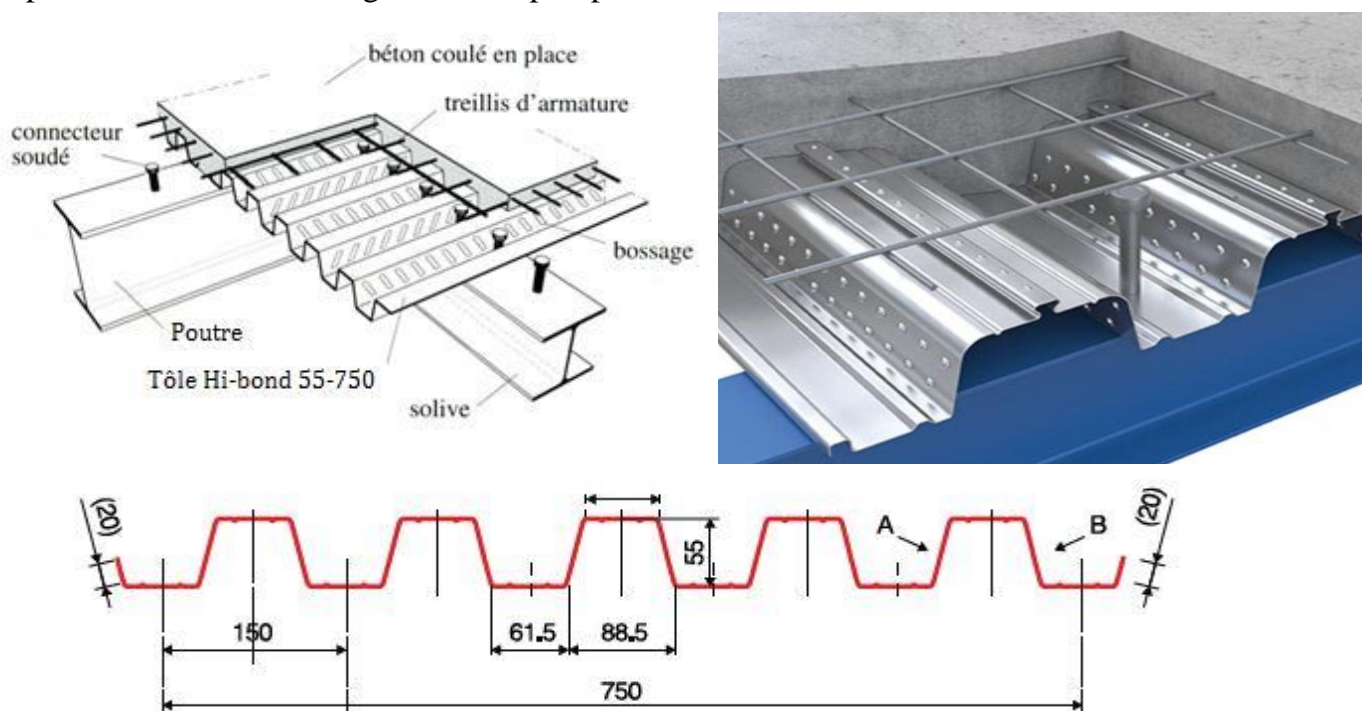 béton coulé en place
treillis d'armature
connecteur
soudé
bossage
Poutre
Tôle Hi-bond 55-750
solive
(20)
A
B
(20)
55
150
61.5
88.5
750